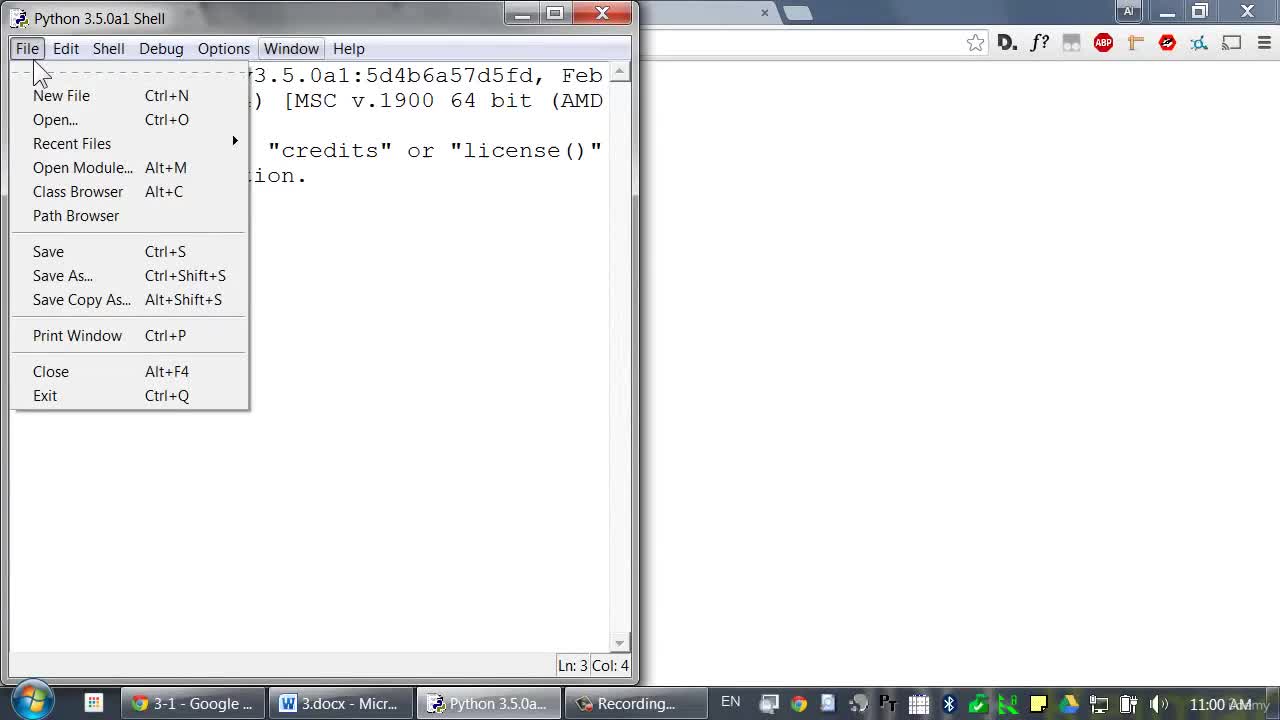 Python 3.5.0a1 Shell
File Edit Shell Debug Options Window Help
v3.5.0a1:5d4b6a57d5fd, Feb
) [MSC v.1900 64 bit (AMD
"credits" or "license()"
tion.
New File Ctrl+N
Open... Ctrl+O
Recent Files
Open Module... Alt+M
Class Browser Alt+C
Path Browser
Save Ctrl+S
Save As... Ctrl+Shift+S
Save Copy As... Alt+Shift+S
Print Window Ctrl+P
Close Alt+F4
Exit Ctrl+Q
Ln: 3 Col: 4
AI
D. f? ABP
3-1 - Google ... 3.docx - Micr... Python 3.5.0a... Recording... EN 11:00 AM